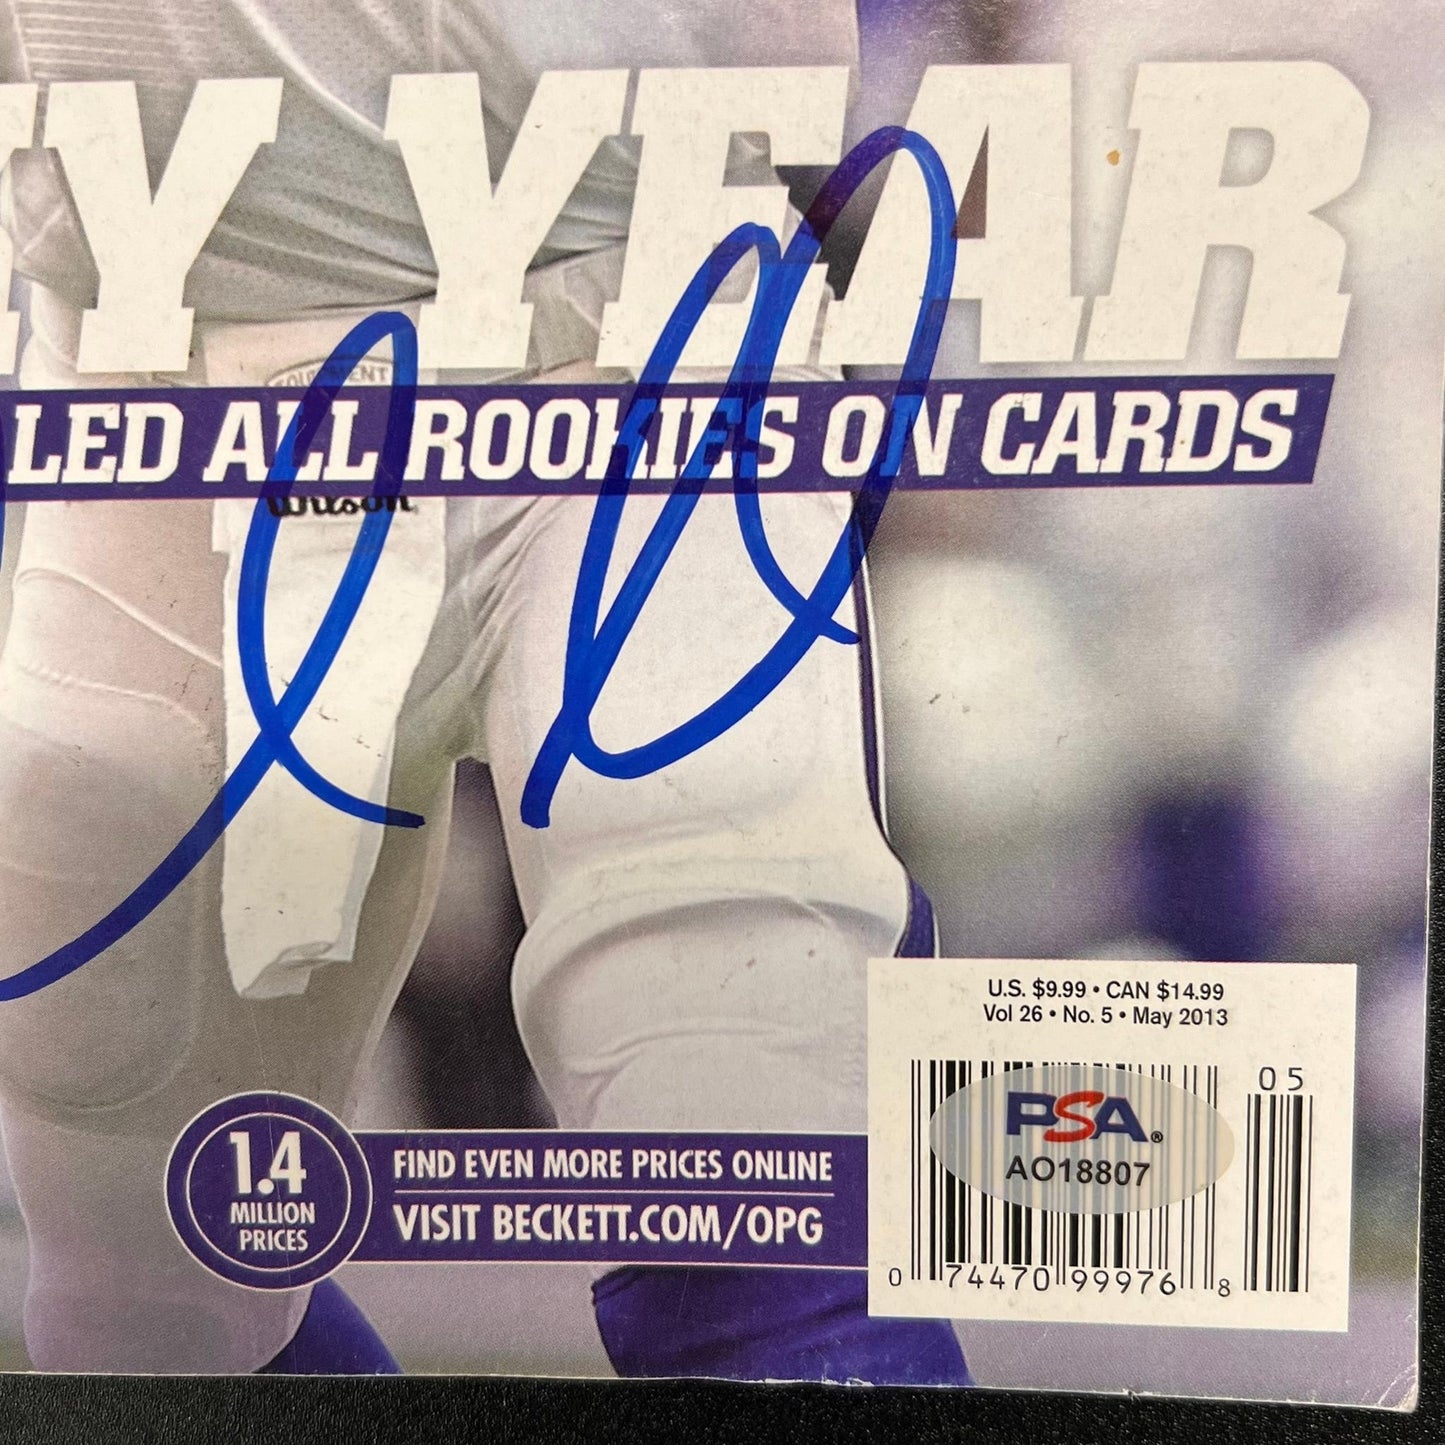 Y YEAR
LED ALL ROOKIES ON CARDS
Wilson
1.4
MILLION
PRICES
FIND EVEN MORE PRICES ONLINE
VISIT BECKETT.COM/OPG
U.S. $9.99 • CAN $14.99
Vol 26 • No. 5 • May 2013
05
PSA®
AO18807
0 74470 99976 8